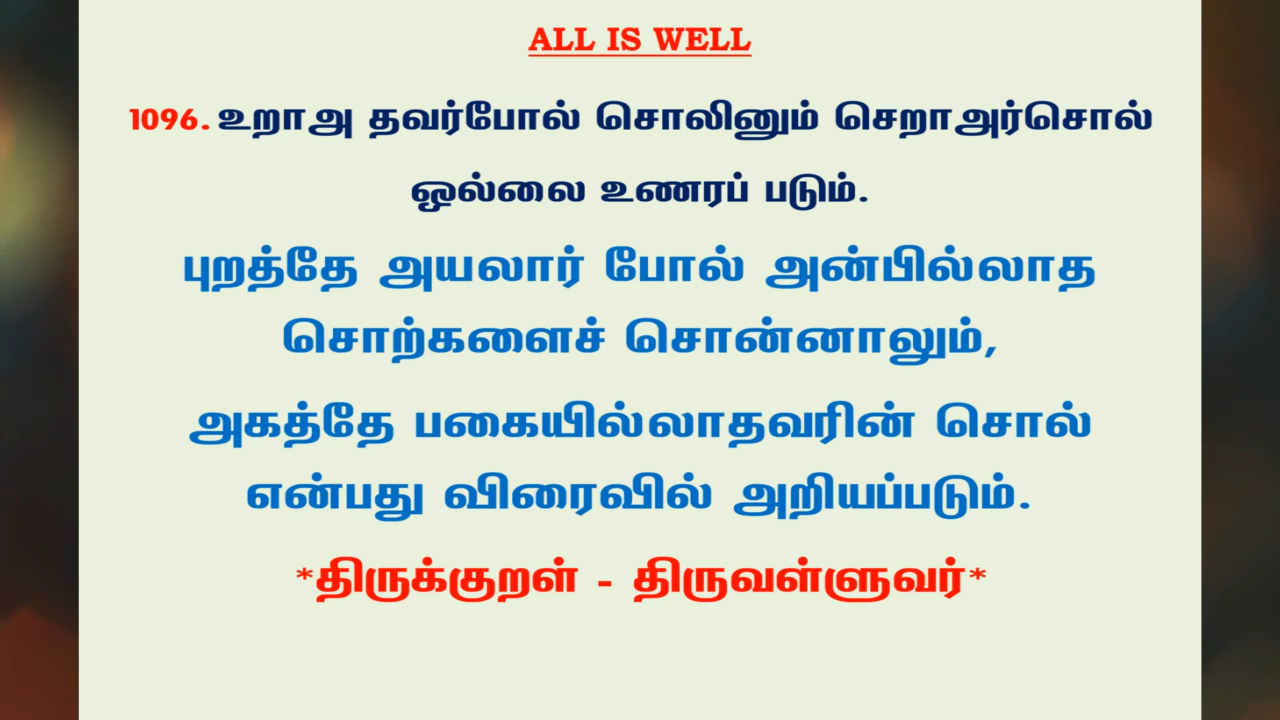 ALL IS WELL
1096. உறாஅ தவர்போல் சொலினும் செறாஅர்சொல்
ஒல்லை உணரப் படும்.
புறத்தே அயலார் போல் அன்பில்லாத
சொற்களைச் சொன்னாலும்,
அகத்தே பகையில்லாதவரின் சொல்
என்பது விரைவில் அறியப்படும்.
*திருக்குறள் - திருவள்ளுவர்*